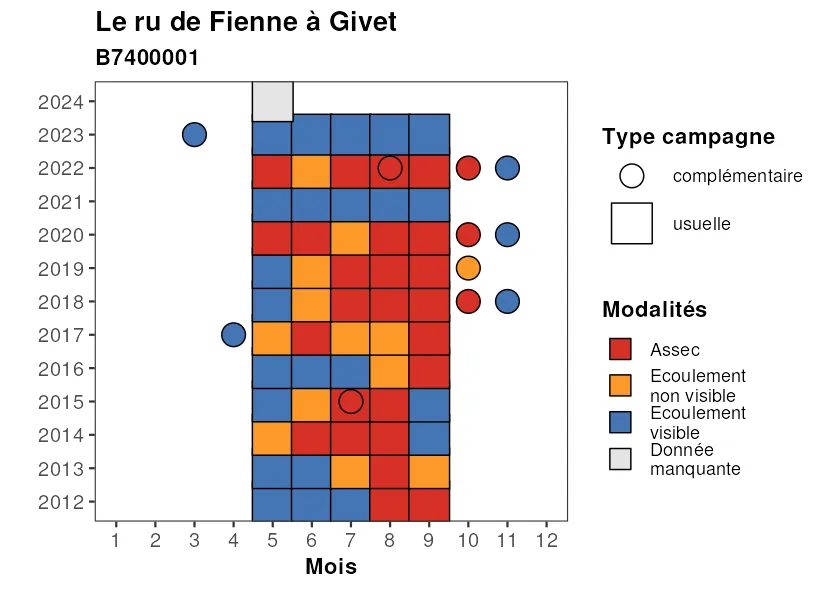 Le ru de Fienne à Givet
B7400001
2024
2023
2022
2021
2020
2019
2018
2017
2016
2015
2014
2013
2012
1 2 3 4 5 6 7 8 9 10 11 12
Mois
Type campagne
complémentaire
usuelle
Modalités
Assec
Ecoulement
non visible
Ecoulement
visible
Donnée
manquante